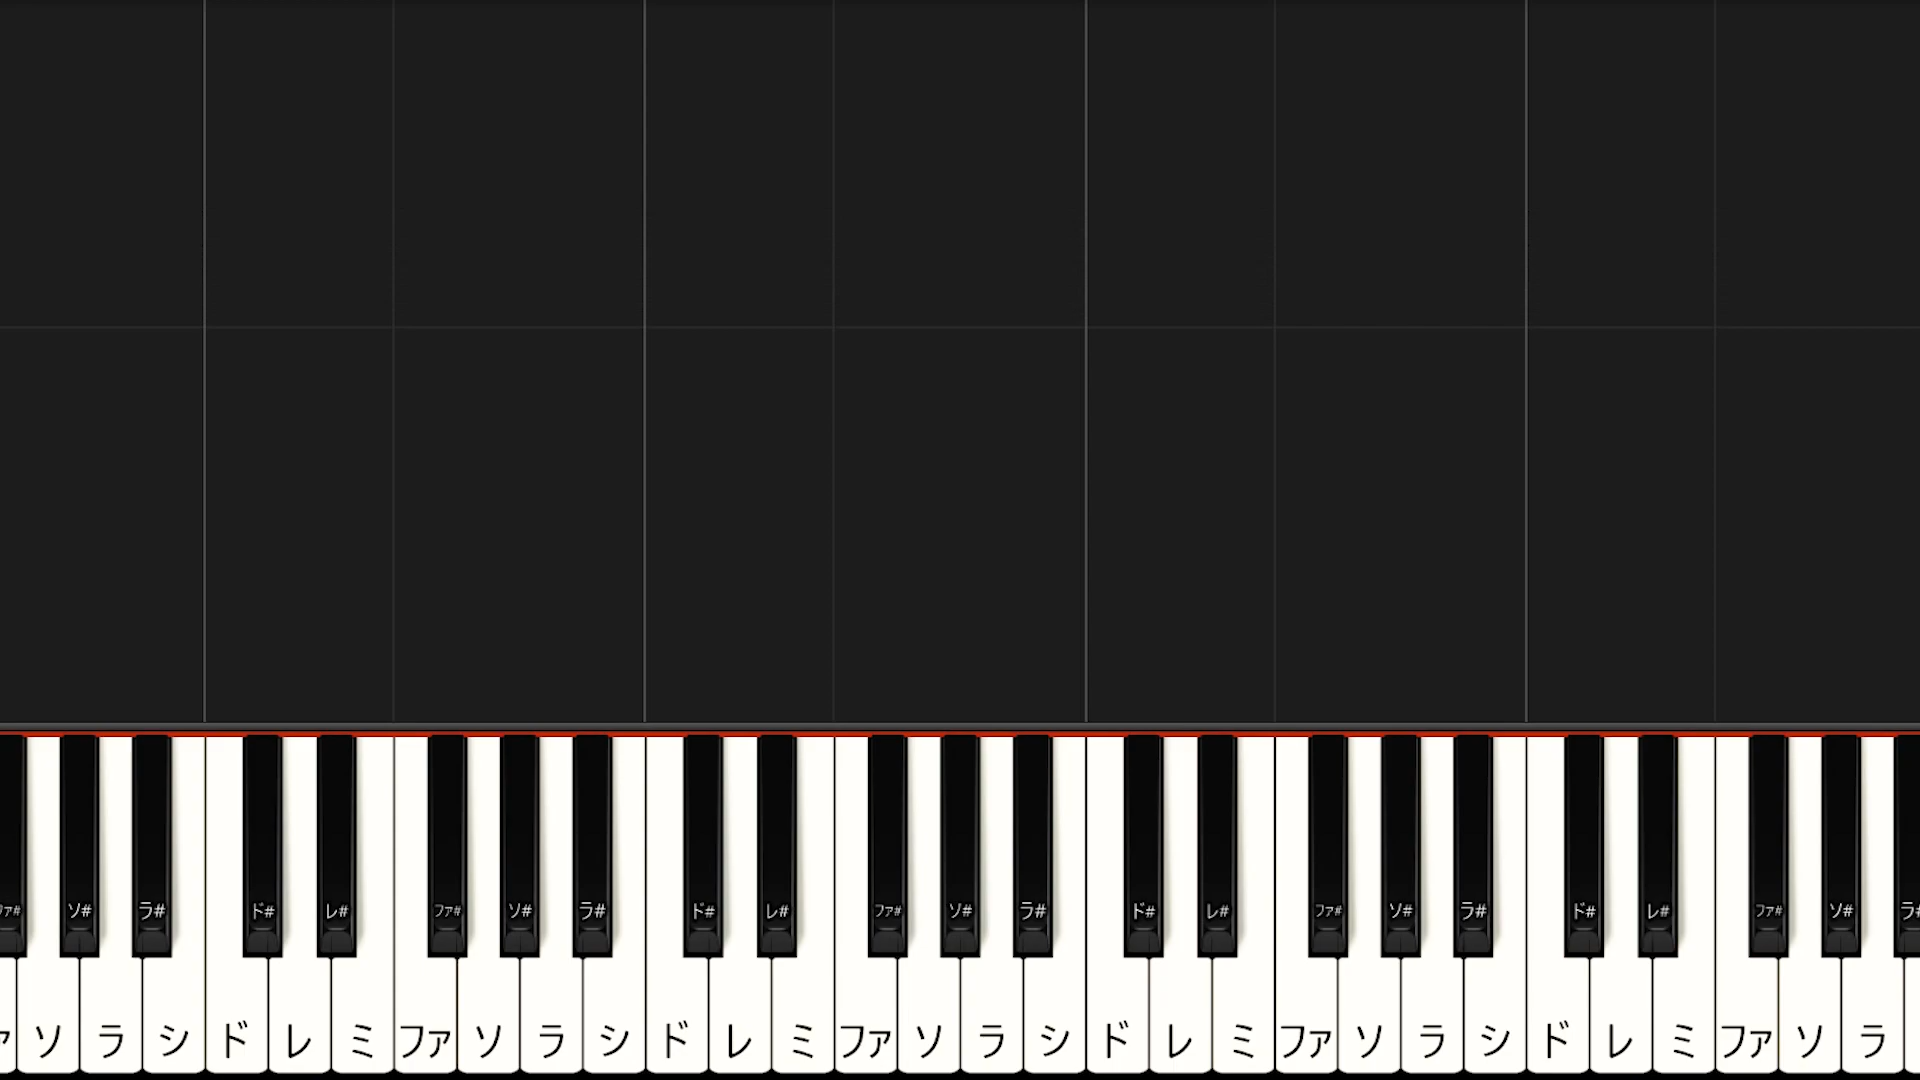 ファ# ソ# ラ# ド# レ# ファ# ソ# ラ# ド# レ# ファ# ソ# ラ# ド# レ# ファ# ソ# ラ# ド# レ# ファ# ソ# ラ#
ァ ソ ラ シ ド レ ミ ファ ソ ラ シ ド レ ミ ファ ソ ラ シ ド レ ミ ファ ソ ラ シ ド レ ミ ファ ソ ラ